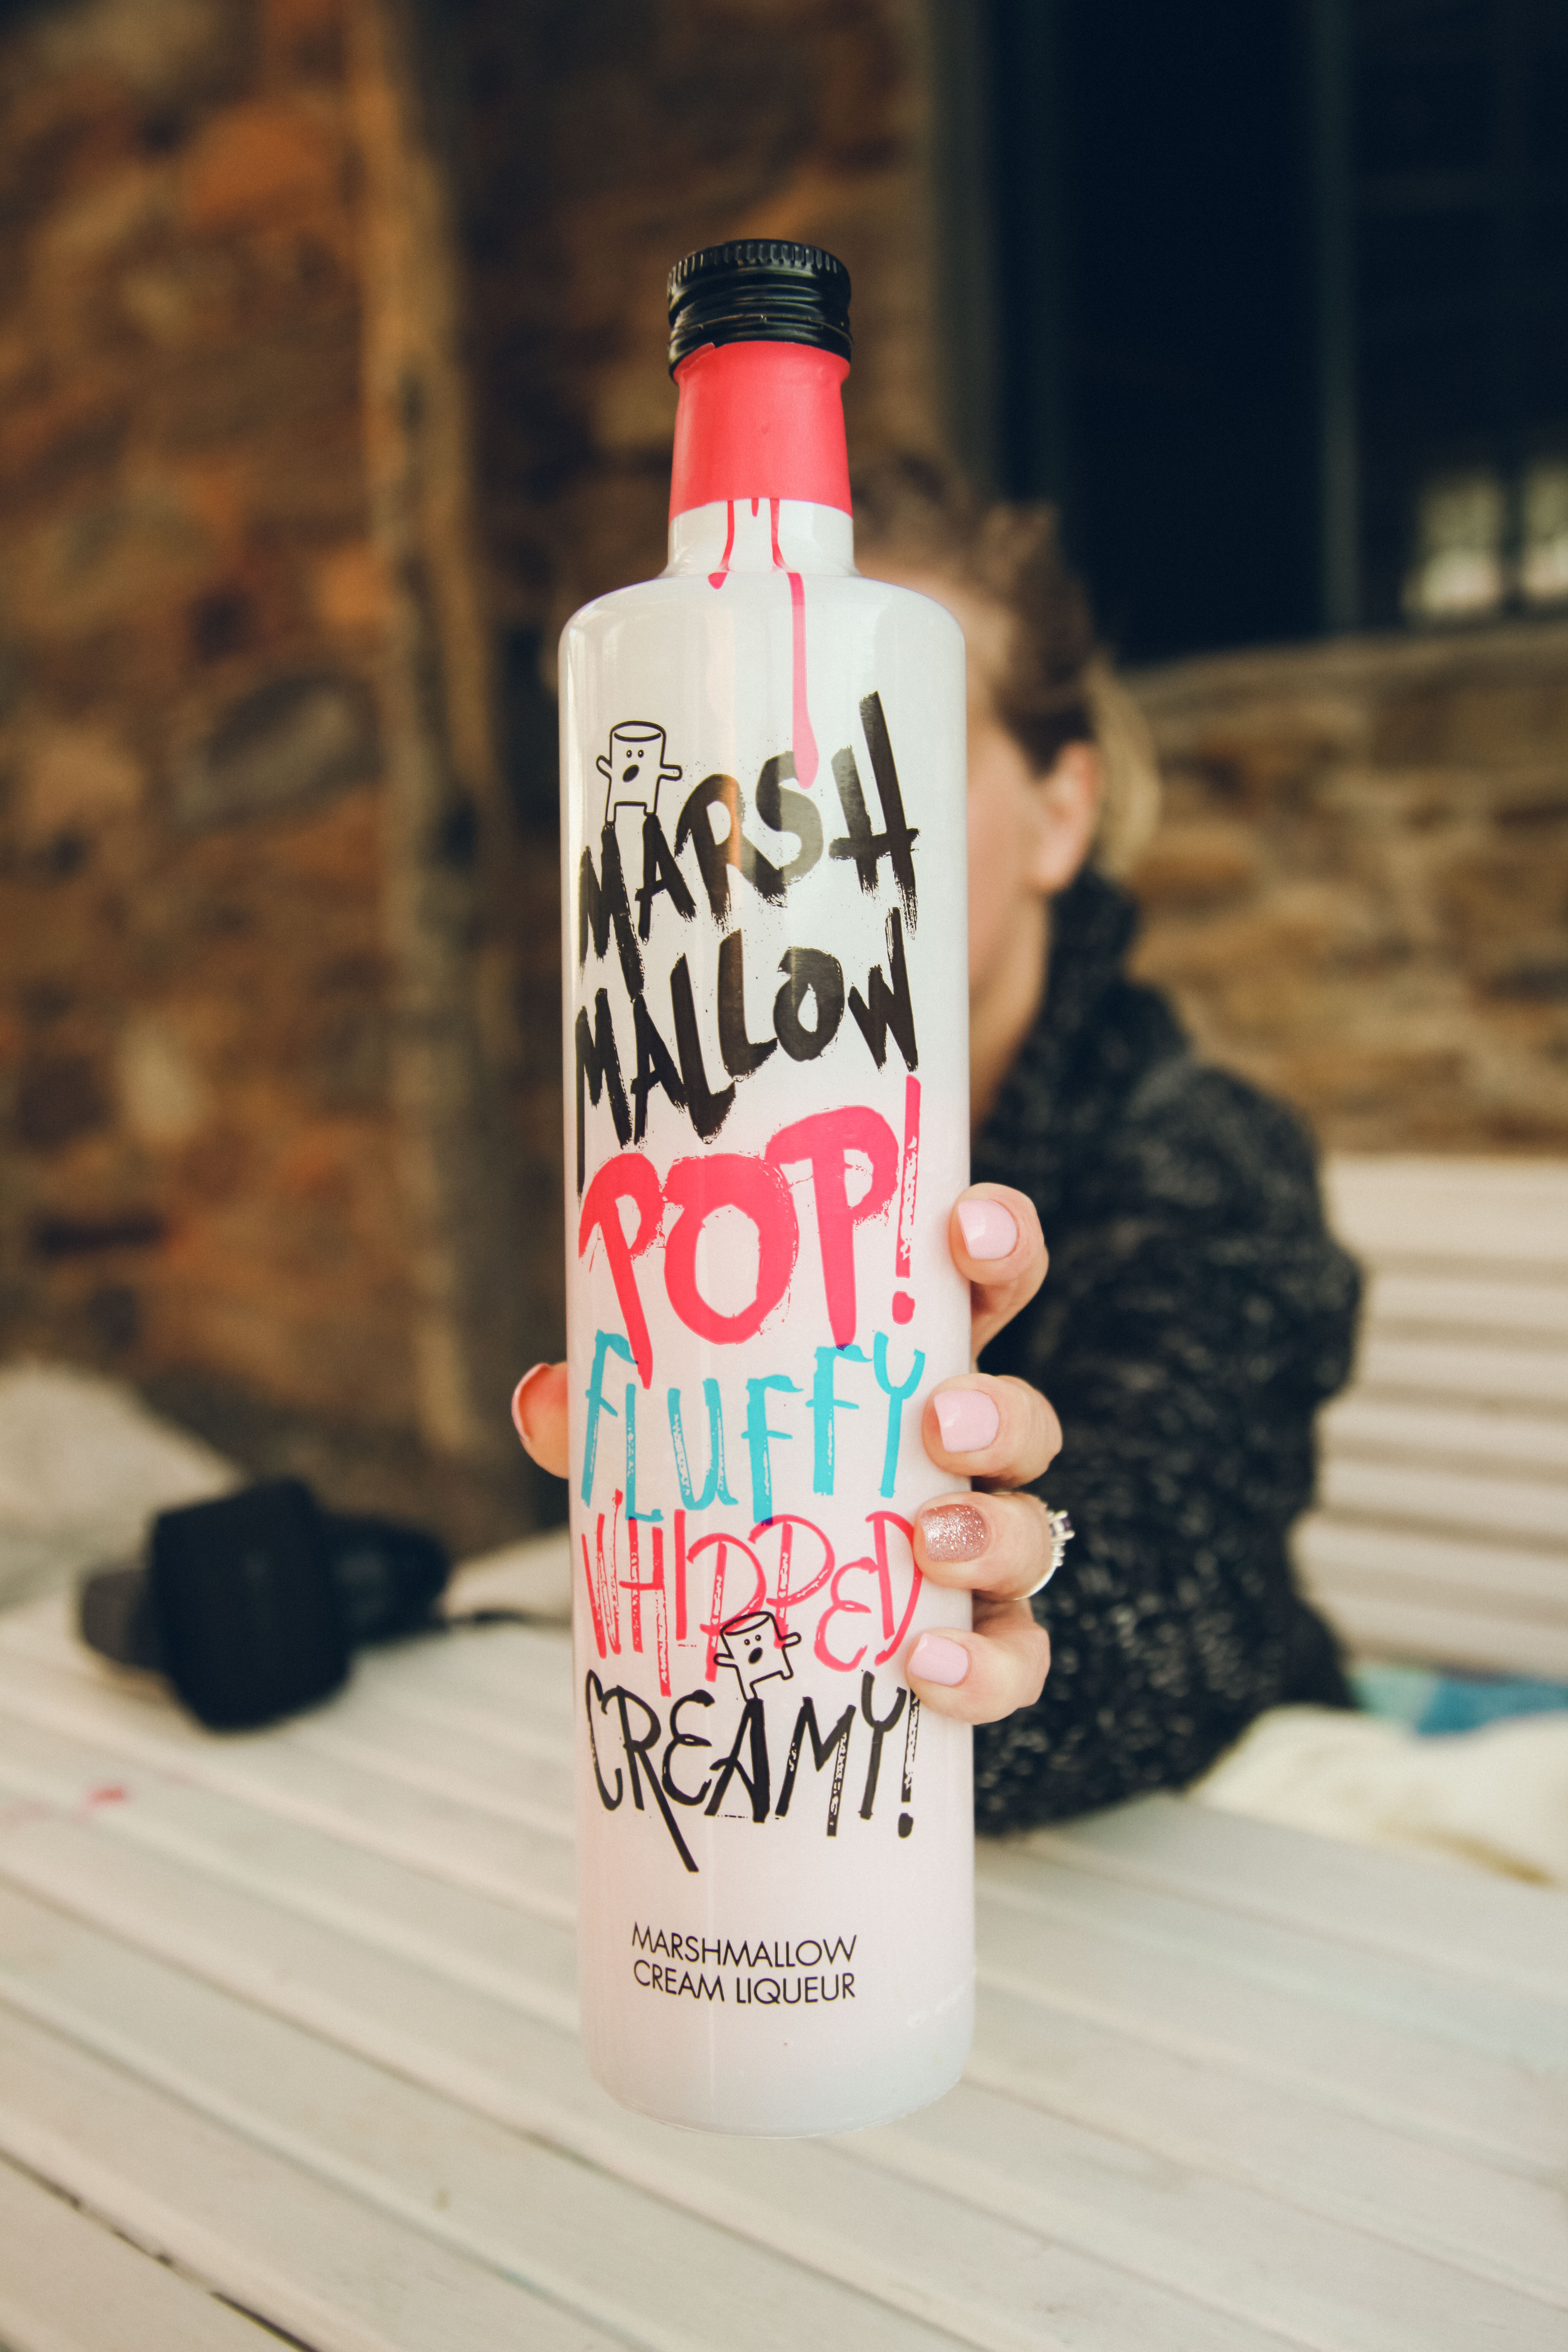 MARSH
MALLOW
POP!
FLUFFY
WHIPPED
CREAMY!
MARSHMALLOW
CREAM LIQUEUR